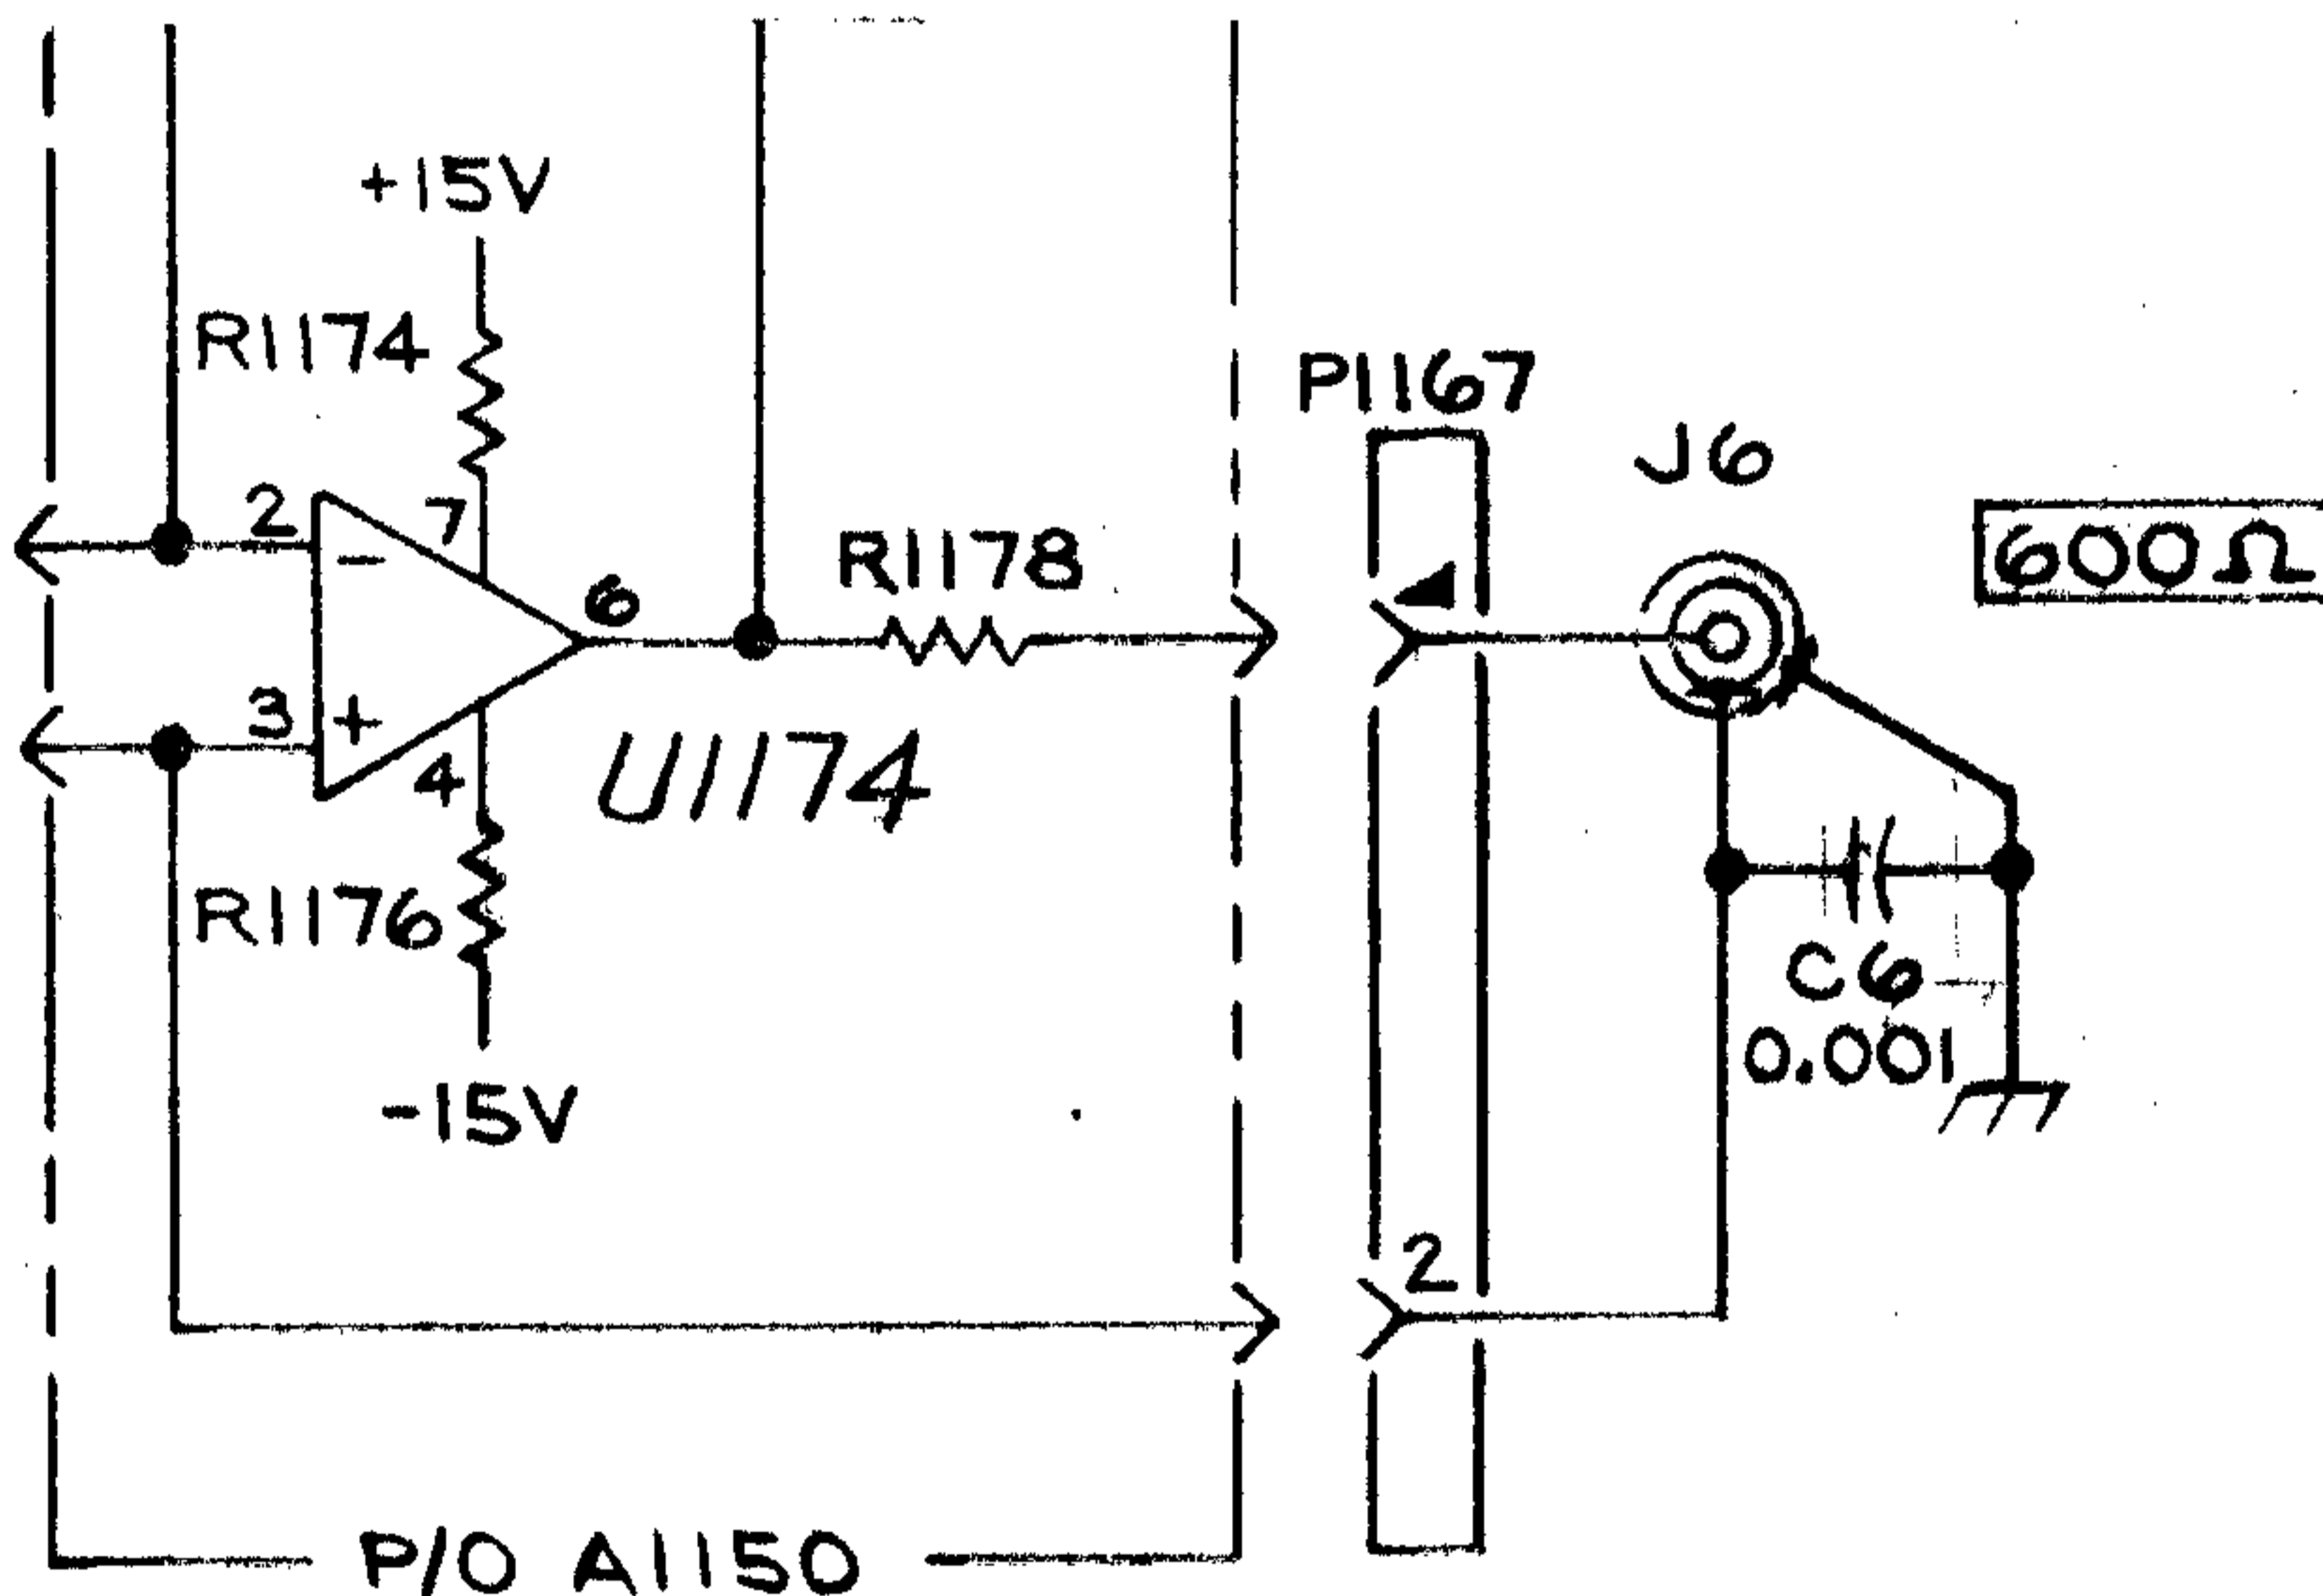 +15V
R1174
P1167
J6
2
7
-
600Ω
R1178
6
3
+
4
U1174
R1176
C6
0.001
-15V
2
P/O A1150